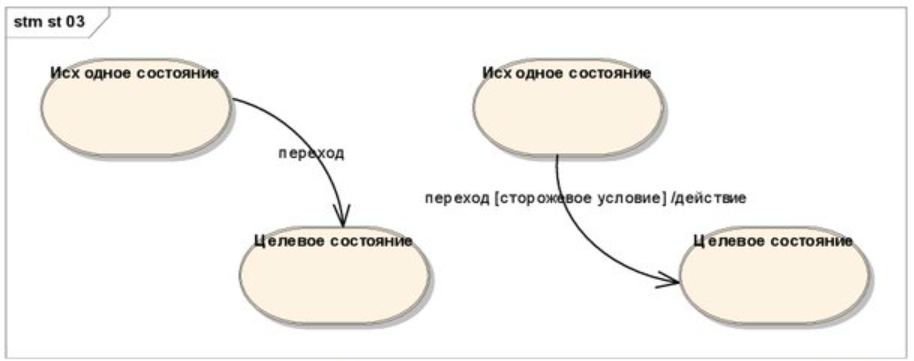 stm st 03
Исходное состояние
Исходное состояние
переход
переход [сторожевое условие] /действие
Целевое состояние
Целевое состояние